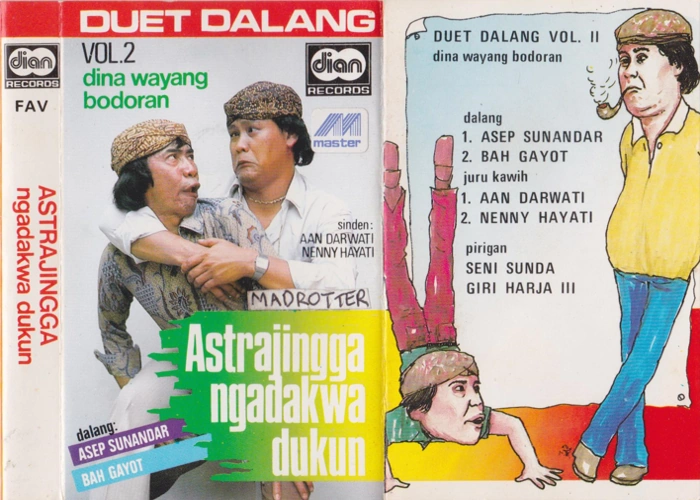 dian
RECORDS
FAV
ASTRAJINGGA
ngadakwa dukun
DUET DALANG
VOL.2
dina wayang
bodoran
dian
RECORDS
master
sinden:
AAN DARWATI
NENNY HAYATI
MADROTTER
Astrajingga
ngadakwa
dukun
dalang:
ASEP SUNANDAR
BAH GAYOT
DUET DALANG VOL. II
dina wayang bodoran
dalang
1. ASEP SUNANDAR
2. BAH GAYOT
juru kawih
1. AAN DARWATI
2. NENNY HAYATI
pirigan
SENI SUNDA
GIRI HARJA III